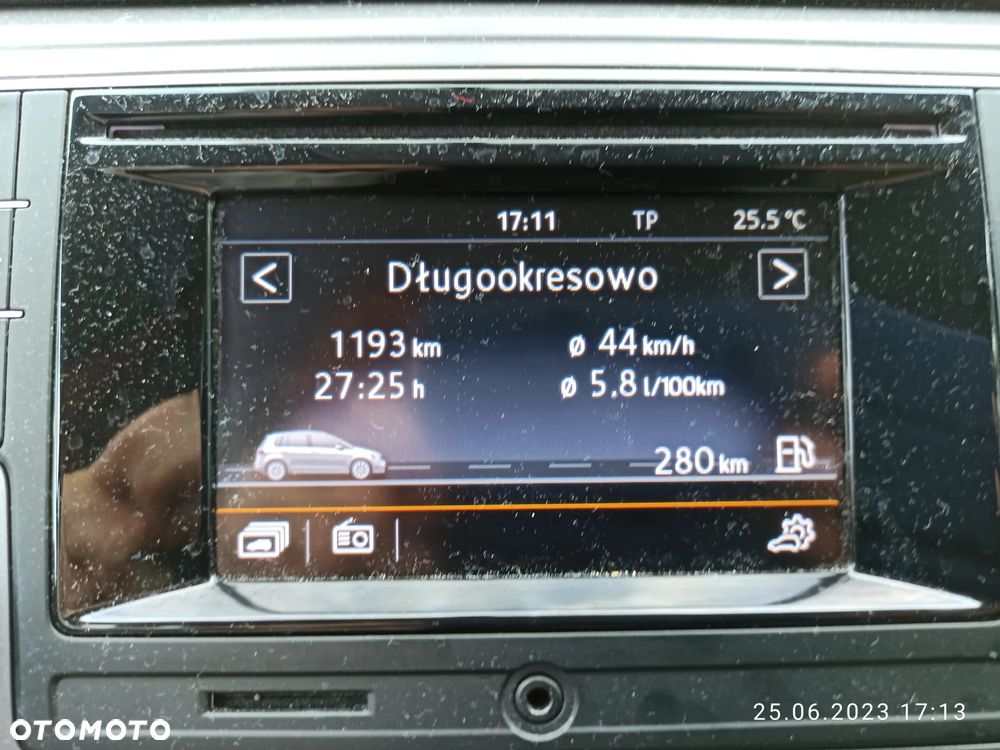 17:11 TP 25.5 °C
< Długookresowo >
1193 km ø 44 km/h
27:25 h ø 5.8 l/100km
280 km
25.06.2023 17:13
OTOMOTO